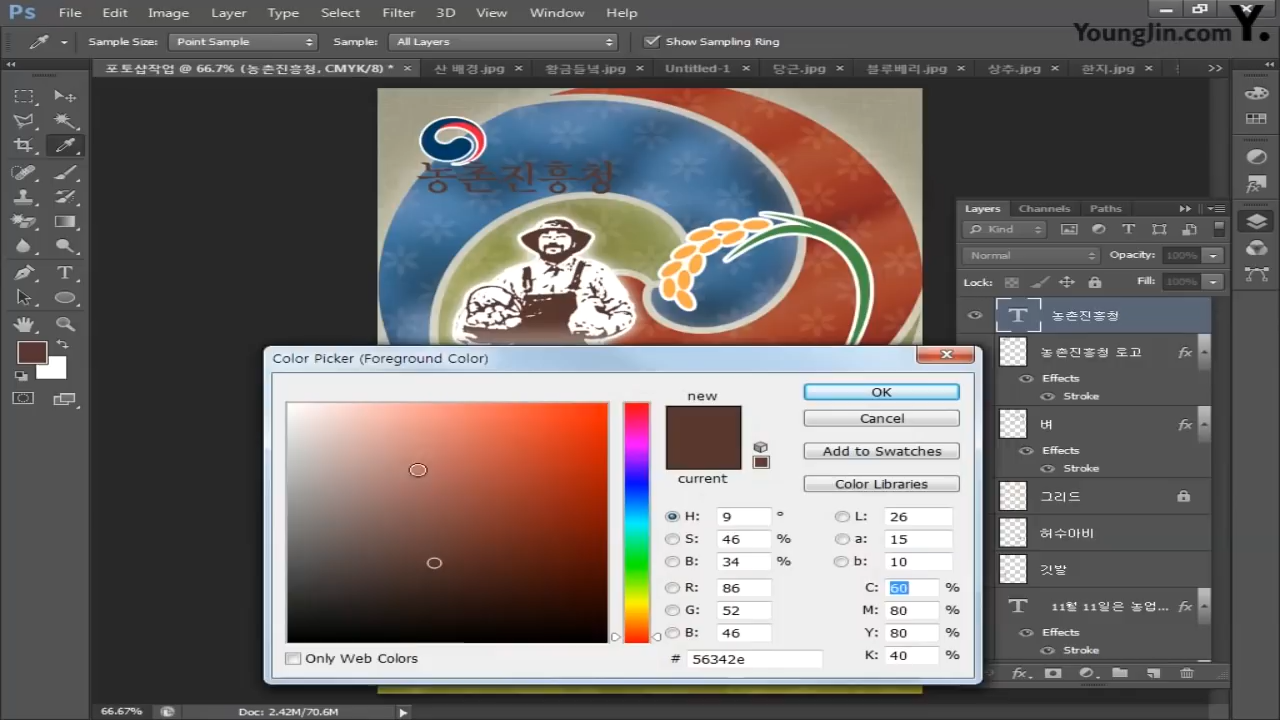 Ps File Edit Image Layer Type Select Filter 3D View Window Help
Sample Size: Point Sample Sample: All Layers Show Sampling Ring
YoungJin.com Y.
포토샵작업 @ 66.7% (농촌진흥청, CMYK/8) * × 산 배경.jpg × 황금들녘.jpg × Untitled-1 × 당근.jpg × 블루베리.jpg × 상추.jpg × 한지.jpg ×
농촌진흥청
Layers Channels Paths
Kind
Normal Opacity: 100%
Lock: Fill: 100%
T 농촌진흥청
농촌진흥청 로고 fx
Effects
Stroke
벼 fx
Effects
Stroke
그리드
허수아비
깃발
T 11월 11일은 농업... fx
Effects
Stroke
Color Picker (Foreground Color)
new
current
OK
Cancel
Add to Swatches
Color Libraries
H: 9 °
S: 46 %
B: 34 %
R: 86
G: 52
B: 46
# 56342e
L: 26
a: 15
b: 10
C: 60 %
M: 80 %
Y: 80 %
K: 40 %
Only Web Colors
66.67% Doc: 2.42M/70.6M